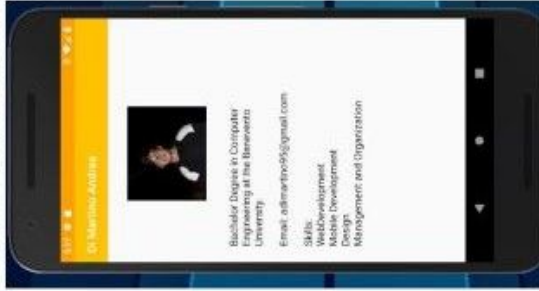 Di Martino Andrea
Bachelor Degree in Computer
Engineering at the Benevento
University.
Email: adimartino95@gmail.com
Skills:
WebDevelopment
Mobile Development
Design
Management and Organization